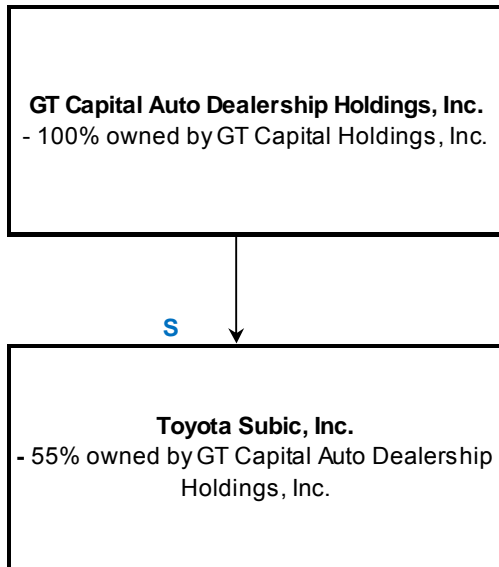 GT Capital Auto Dealership Holdings, Inc.
- 100% owned by GT Capital Holdings, Inc.
S
Toyota Subic, Inc.
- 55% owned by GT Capital Auto Dealership
Holdings, Inc.